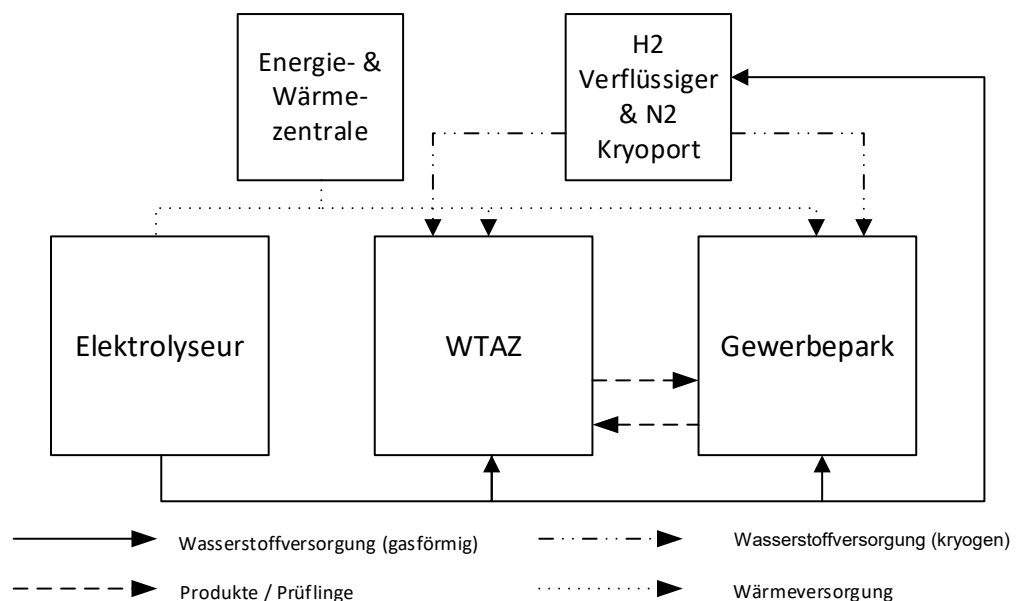 Energie- &
Wärme-
zentrale
H2
Verflüssiger
& N2
Kryoport
Elektrolyseur
WTAZ
Gewerbepark
Wasserstoffversorgung (gasförmig)
Wasserstoffversorgung (kryogen)
Produkte / Prüflinge
Wärmeversorgung